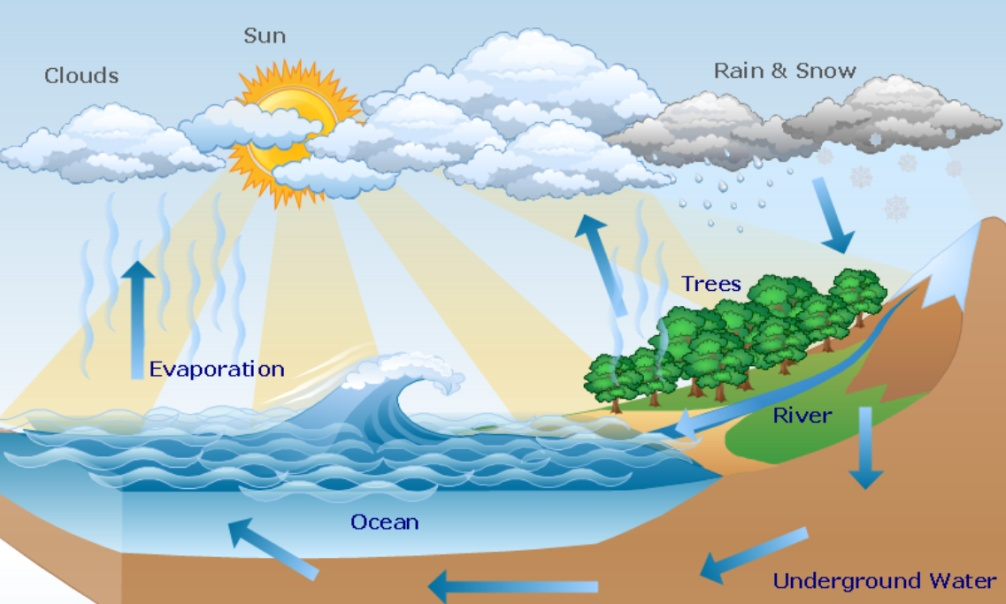 Sun
Clouds
Rain & Snow
Trees
Evaporation
River
Ocean
Underground Water